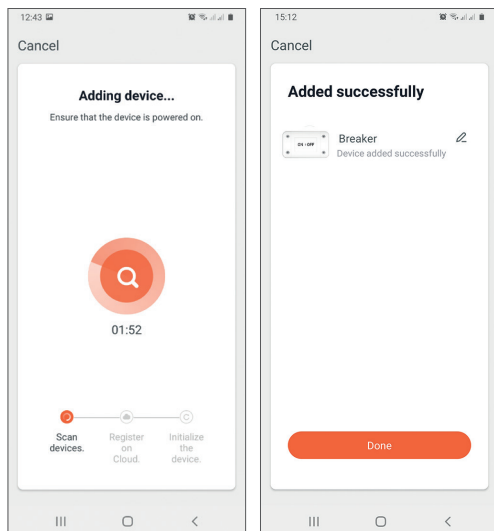 12:43
Cancel
Adding device...
Ensure that the device is powered on.
01:52
Scan
devices.
Register
on
Cloud.
Initialize
the
device.
15:12
Cancel
Added successfully
ON - OFF
Breaker
Device added successfully
Done